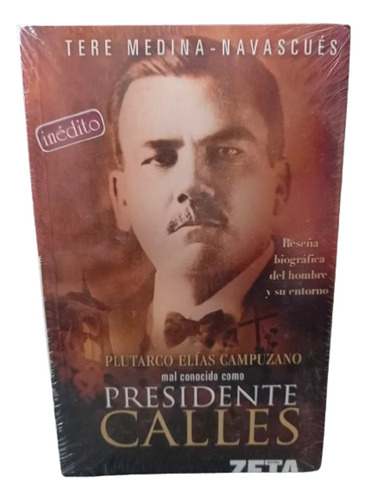 TERE MEDINA-NAVASCUÉS
inédito
Reseña
biográfica
del hombre
y su entorno
PLUTARCO ELÍAS CAMPUZANO
mal conocido como
PRESIDENTE
CALLES
ZETA